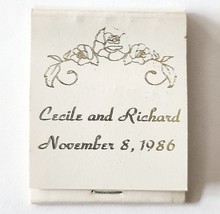 Cecile and Richard
November 8, 1986